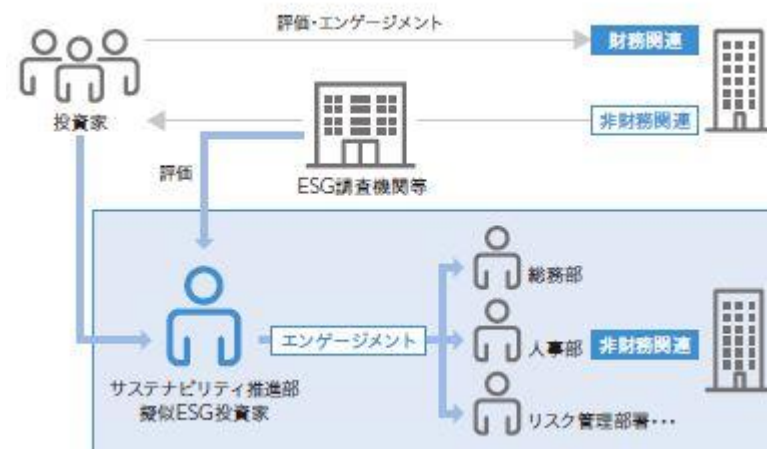 評価・エンゲージメント
財務関連
投資家
非財務関連
評価
ESG調査機関等
総務部
エンゲージメント
人事部
非財務関連
サステナビリティ推進部
擬似ESG投資家
リスク管理部署・・・